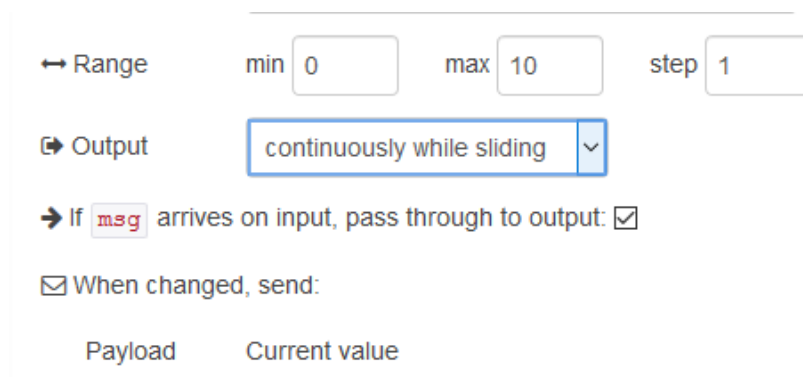 Range min 0 max 10 step 1
Output continuously while sliding
If msg arrives on input, pass through to output:
When changed, send:
Payload Current value